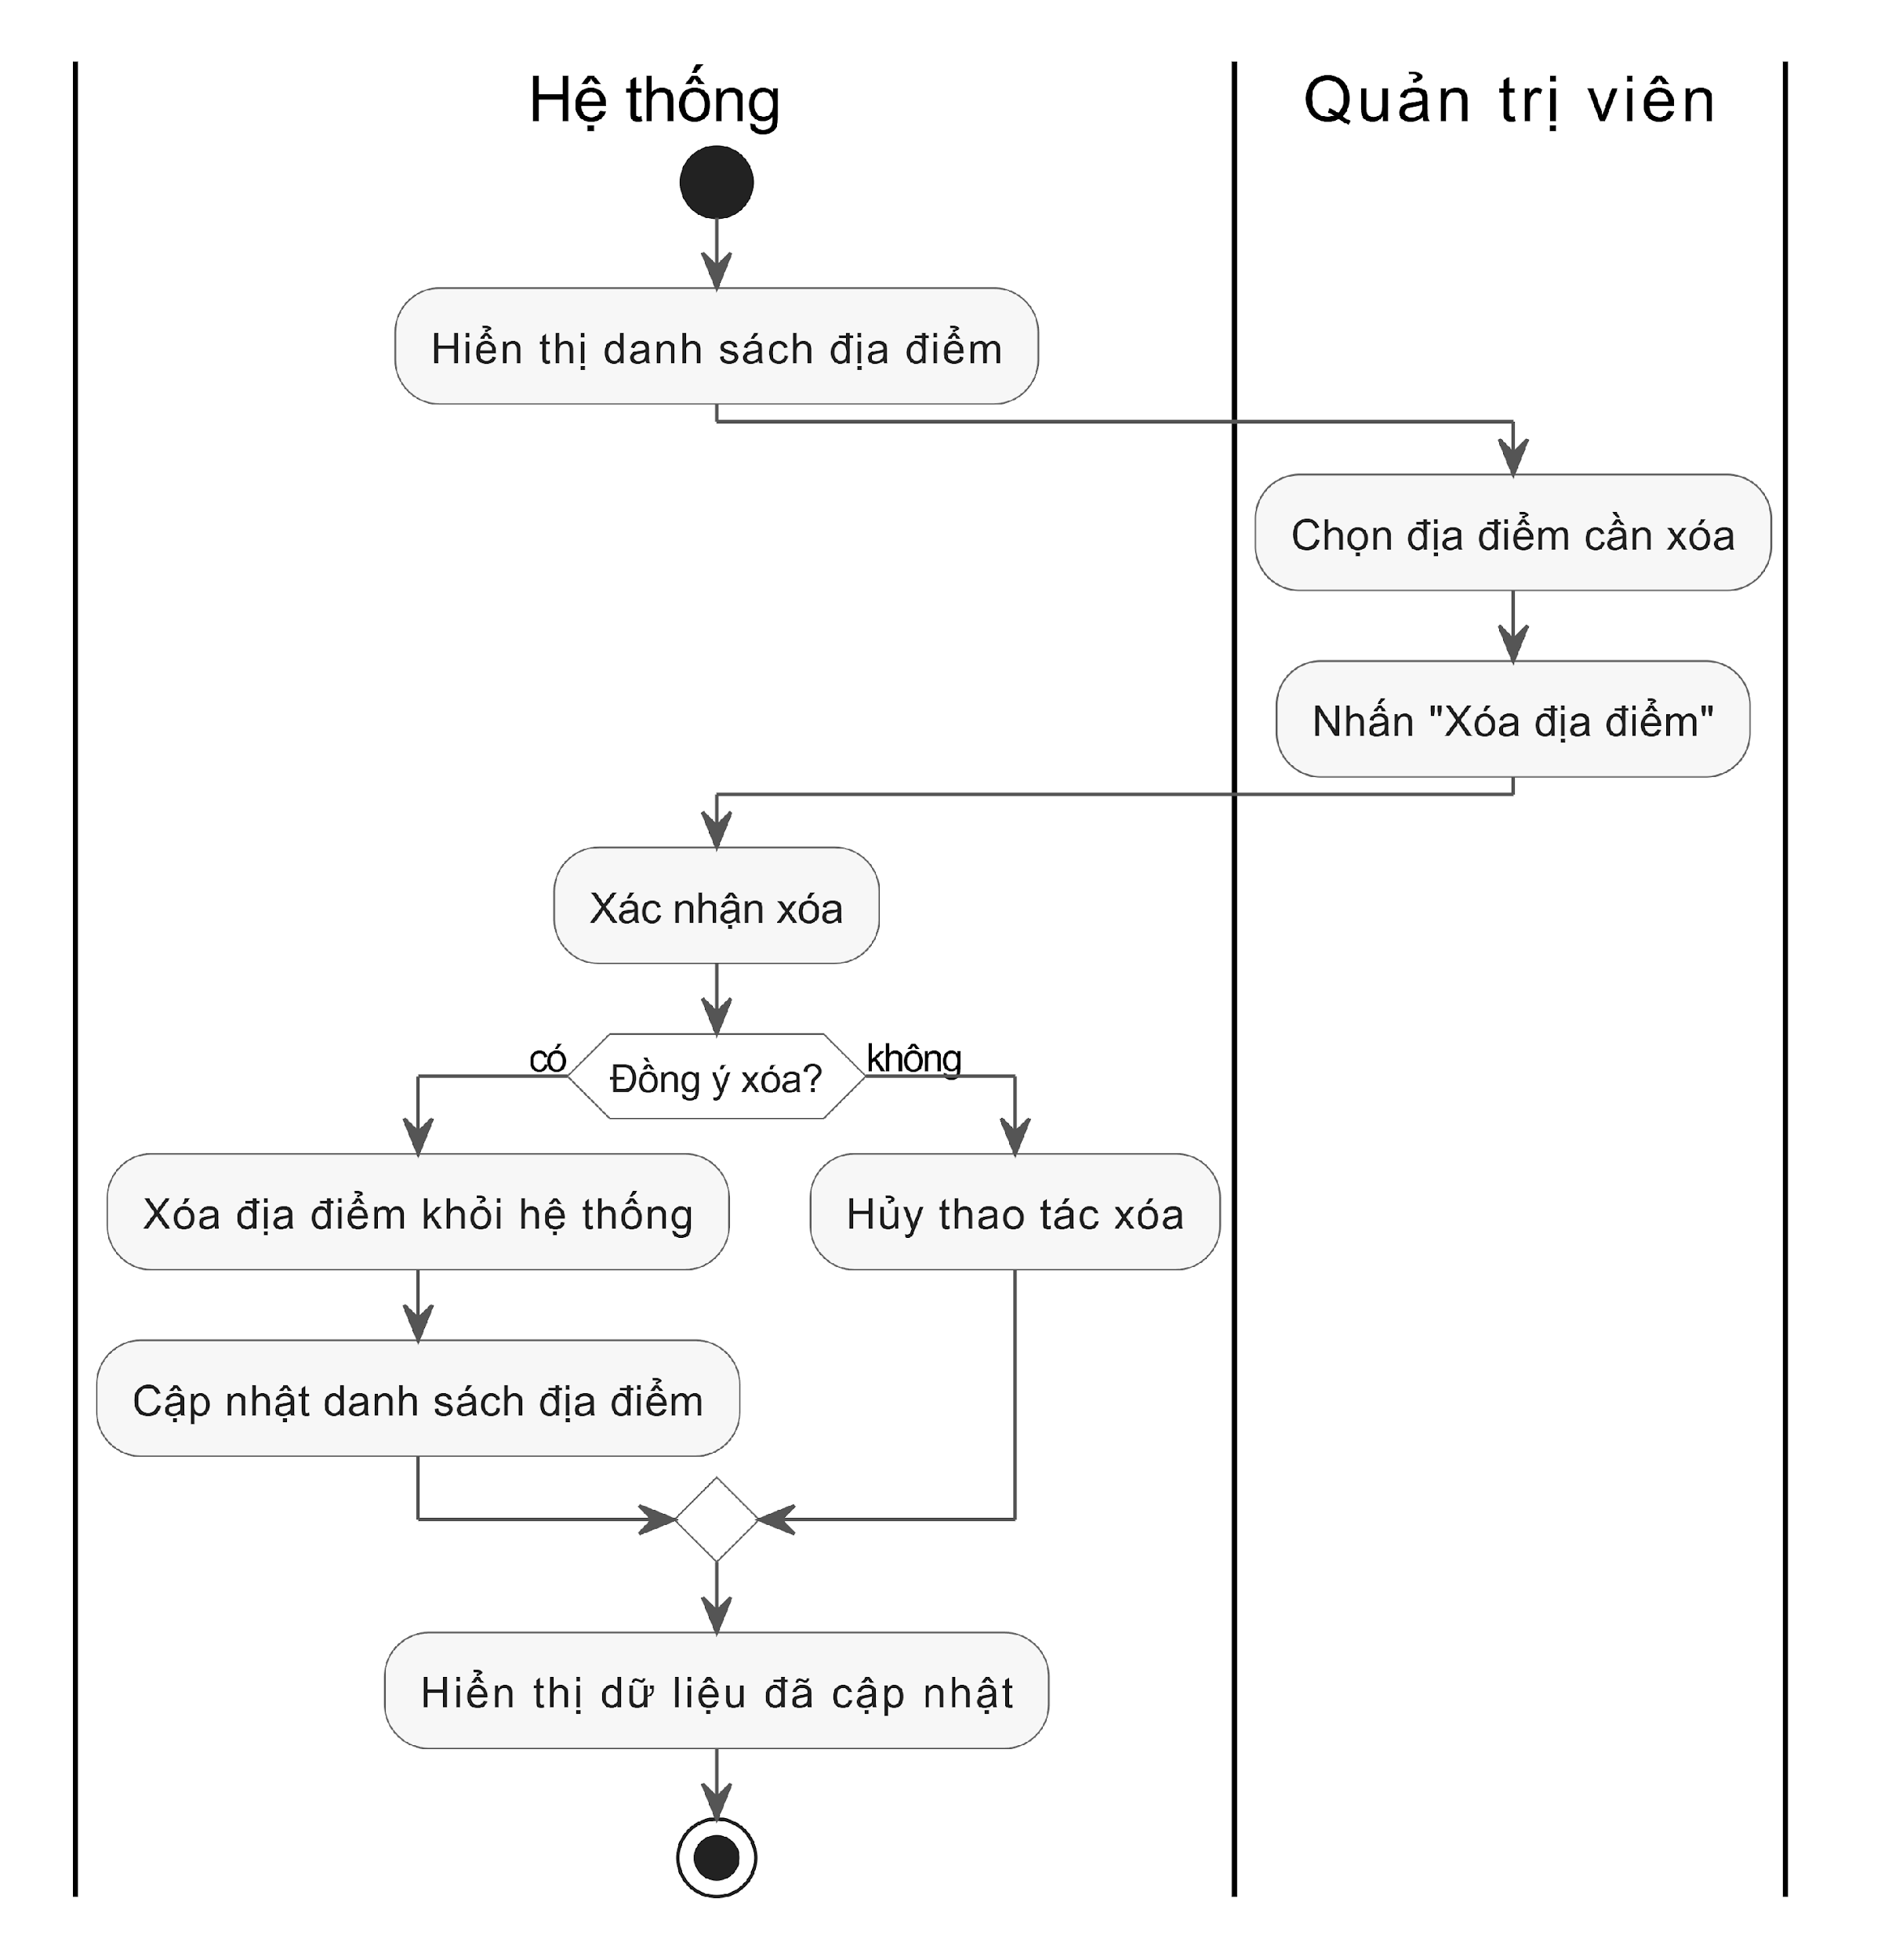 Hệ thống
Quản trị viên
Hiển thị danh sách địa điểm
Chọn địa điểm cần xóa
Nhấn "Xóa địa điểm"
Xác nhận xóa
có
Đồng ý xóa?
không
Xóa địa điểm khỏi hệ thống
Hủy thao tác xóa
Cập nhật danh sách địa điểm
Hiển thị dữ liệu đã cập nhật